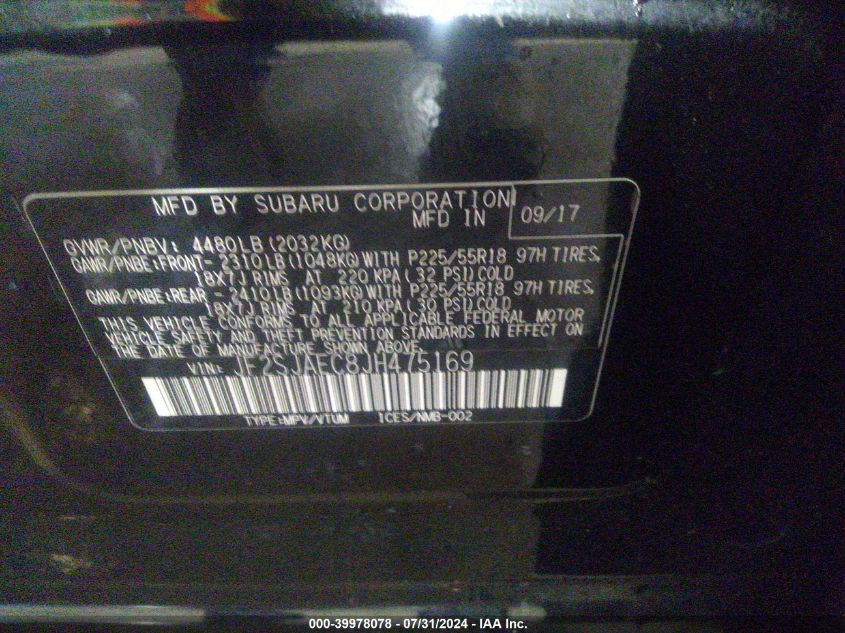 MFD BY SUBARU CORPORATION
MFD IN 09/17
GVWR/PNBV: 4480LB (2032KG)
GAWR/PNBE:FRONT- 2310LB (1048KG) WITH P225/55R18 97H TIRES,
18X7J RIMS AT 220 KPA( 32 PSI)COLD
GAWR/PNBE:REAR - 2410LB (1093KG) WITH P225/55R18 97H TIRES,
18X7J RIMS AT 210 KPA( 30 PSI)COLD
THIS VEHICLE CONFORMS TO ALL APPLICABLE FEDERAL MOTOR
VEHICLE SAFETY AND THEFT PREVENTION STANDARDS IN EFFECT ON
THE DATE OF MANUFACTURE SHOWN ABOVE.
VIN: JF2SJAEC8JH475169
TYPE:MPV/VTUM ICES/NMB-002
000-39978078 - 07/31/2024 - IAA Inc.